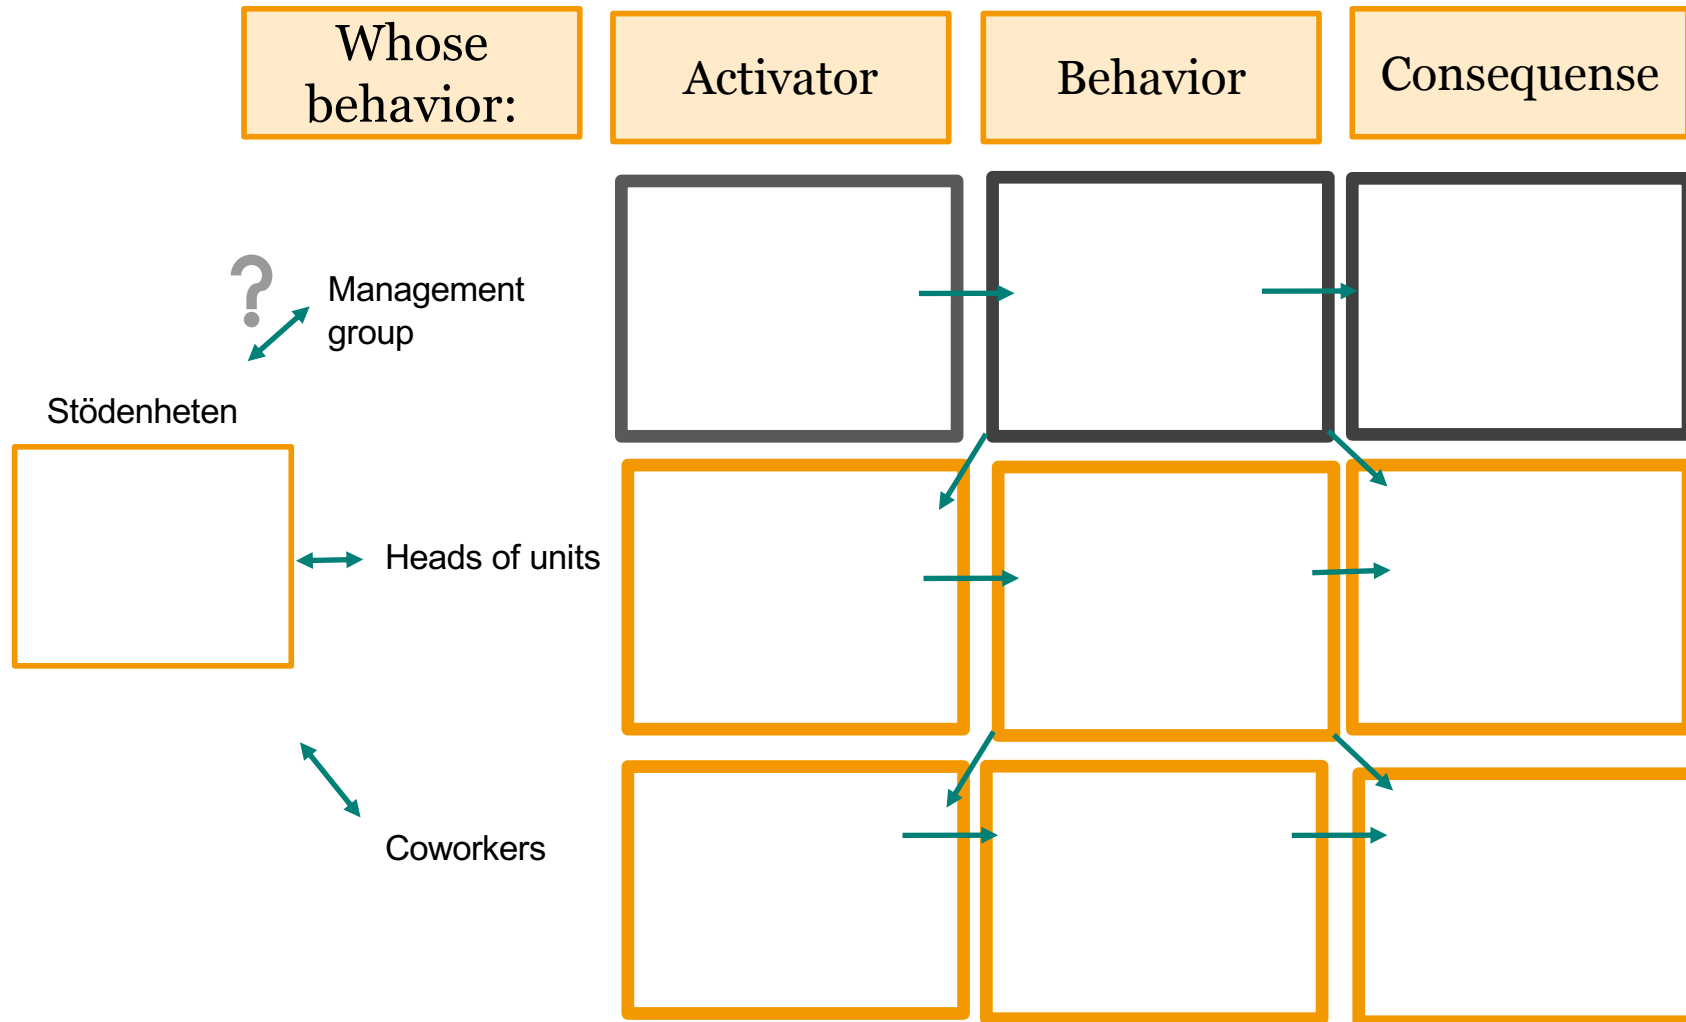 Whose
behavior:
Activator
Behavior
Consequense
?
Management
group
Stödenheten
Heads of units
Coworkers